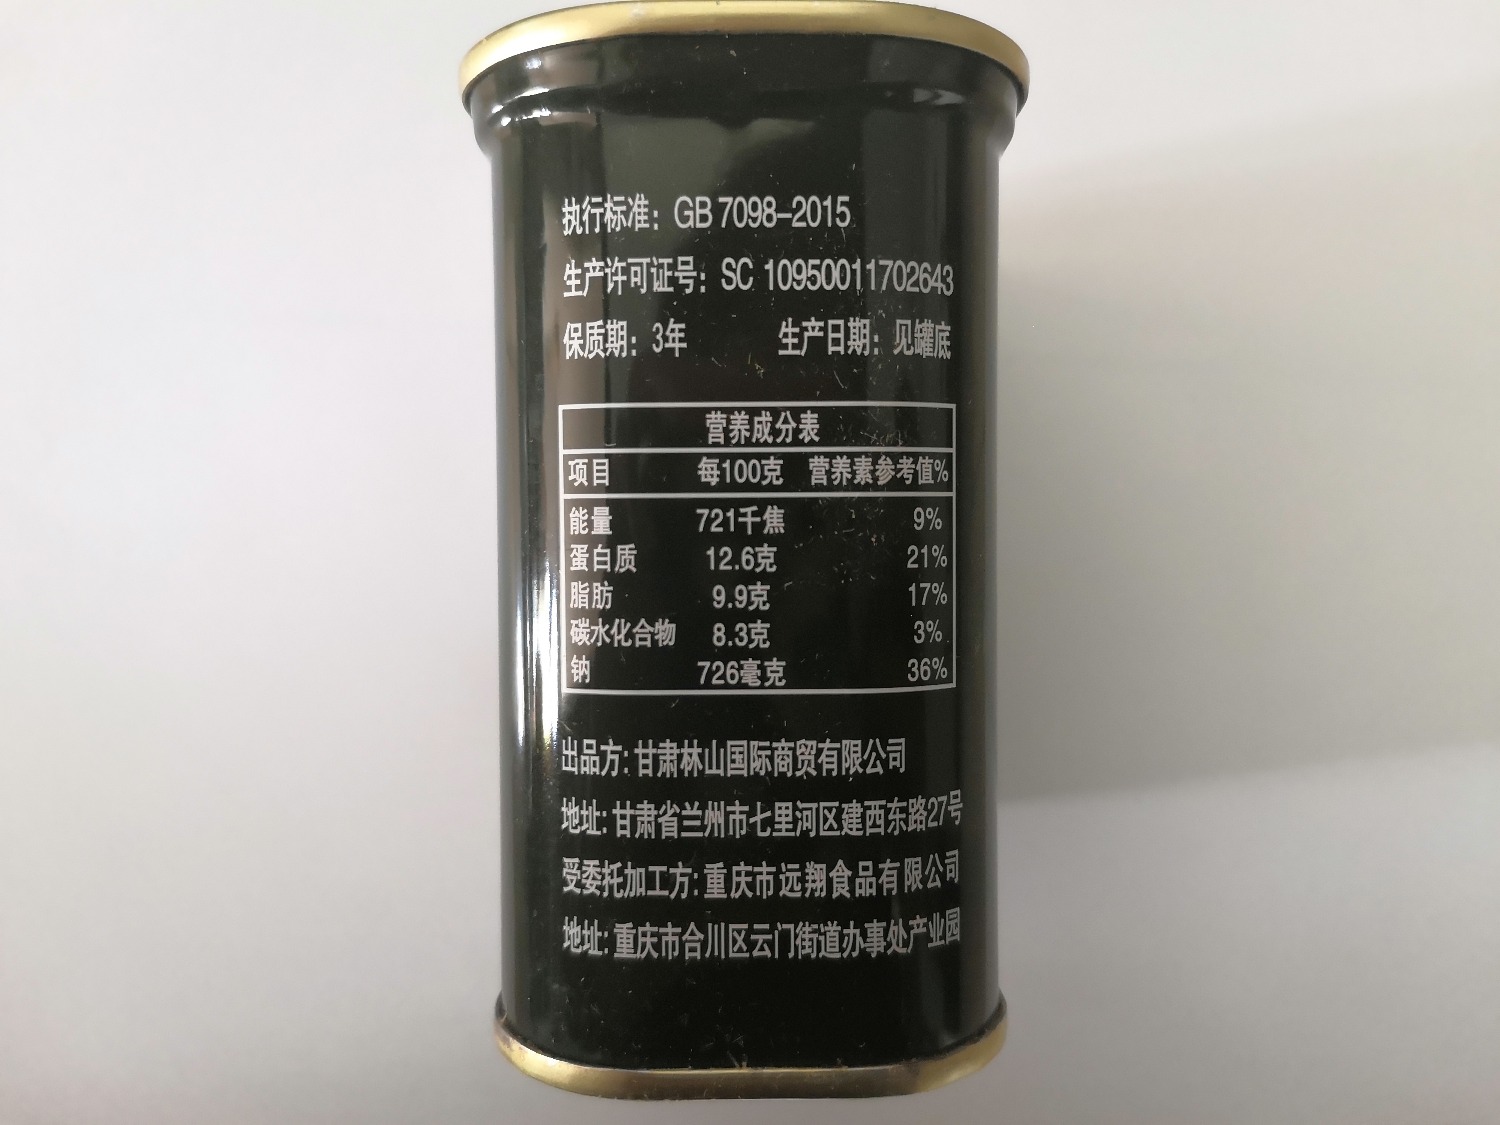 执行标准：GB 7098-2015
生产许可证号：SC 10950011702643
保质期：3年 生产日期：见罐底
营养成分表
项目 每100克 营养素参考值%
能量 721千焦 9%
蛋白质 12.6克 21%
脂肪 9.9克 17%
碳水化合物 8.3克 3%
钠 726毫克 36%
出品方：甘肃林山国际商贸有限公司
地址：甘肃省兰州市七里河区建西东路27号
受委托加工方：重庆市远翔食品有限公司
地址：重庆市合川区云门街道办事处产业园